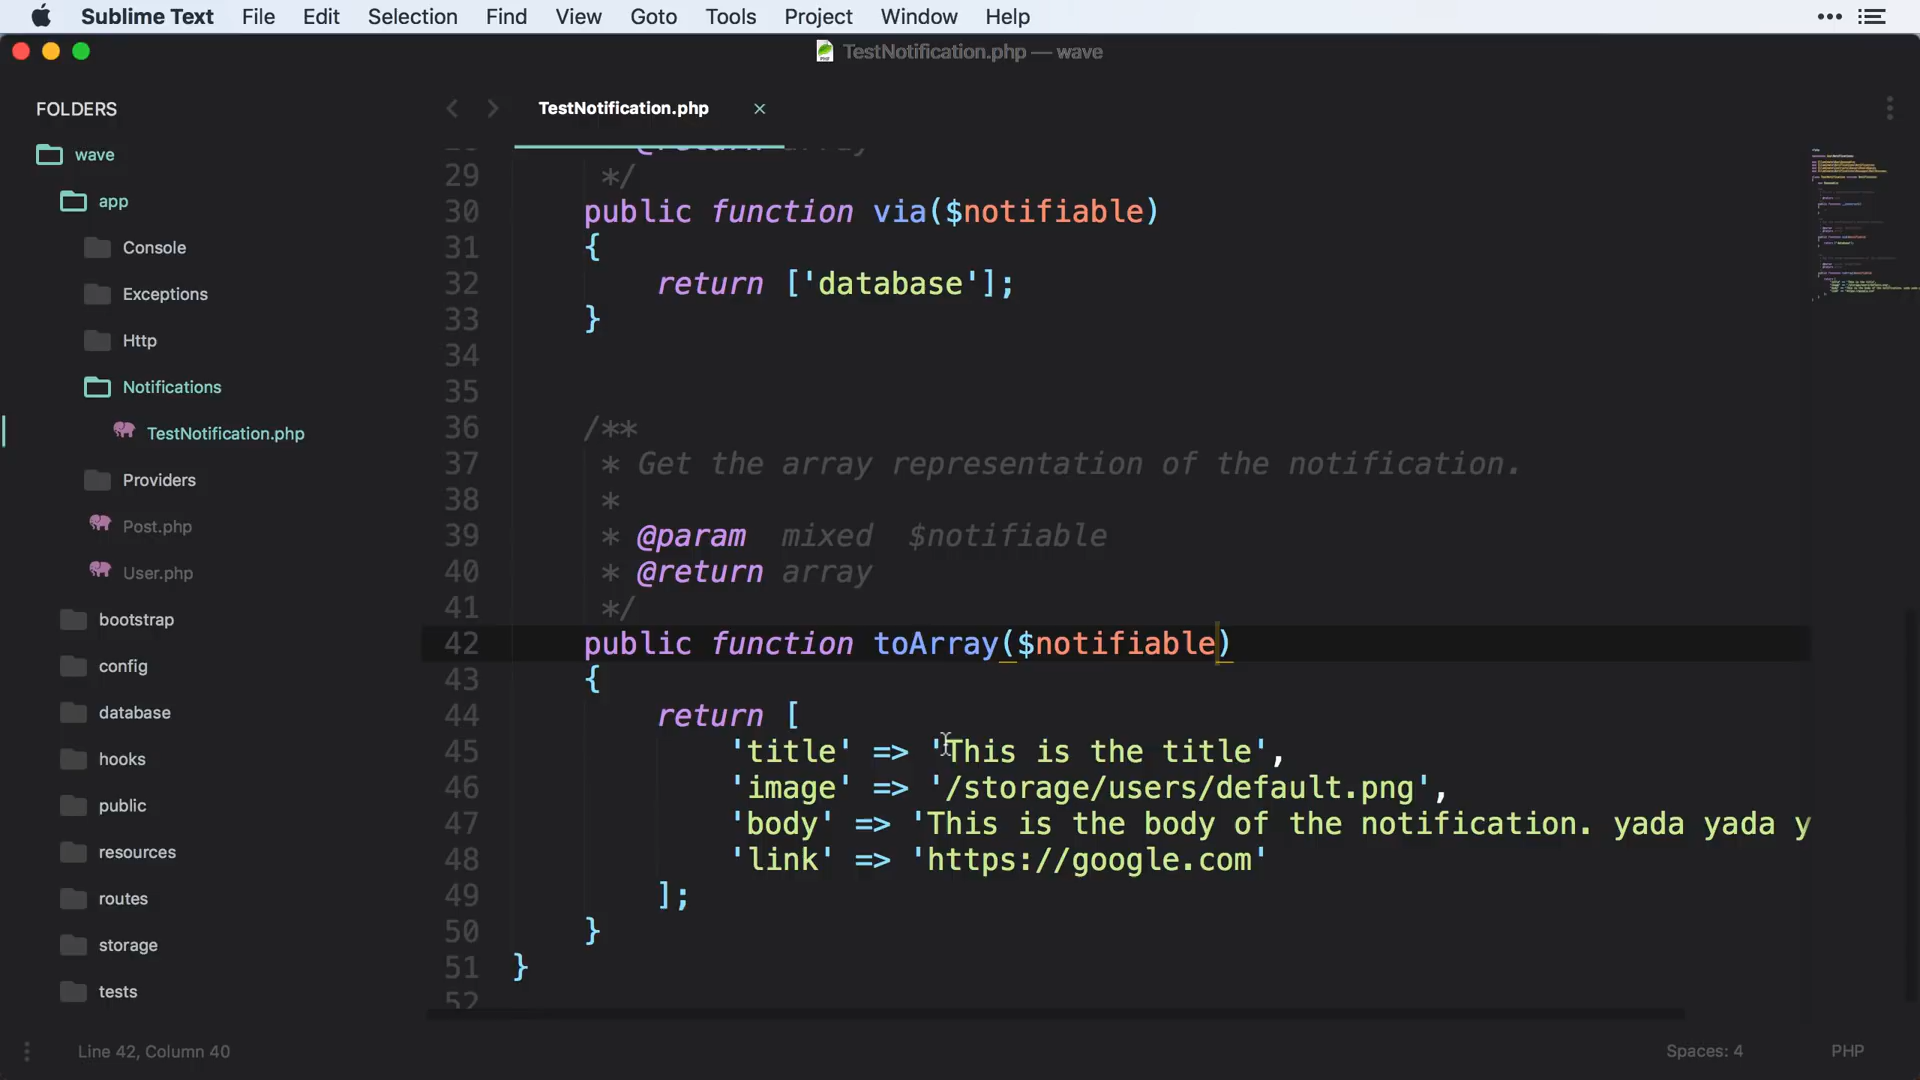 Sublime Text File Edit Selection Find View Goto Tools Project Window Help
TestNotification.php — wave
FOLDERS
wave
app
Console
Exceptions
Http
Notifications
TestNotification.php
Providers
Post.php
User.php
bootstrap
config
database
hooks
public
resources
routes
storage
tests
TestNotification.php ×
29 */
30 public function via($notifiable)
31 {
32 return ['database'];
33 }
34
35
36 /**
37 * Get the array representation of the notification.
38 *
39 * @param mixed $notifiable
40 * @return array
41 */
42 public function toArray($notifiable)
43 {
44 return [
45 'title' => 'This is the title',
46 'image' => '/storage/users/default.png',
47 'body' => 'This is the body of the notification. yada yada y
48 'link' => 'https://google.com'
49 ];
50 }
51 }
52
Line 42, Column 40 Spaces: 4 PHP